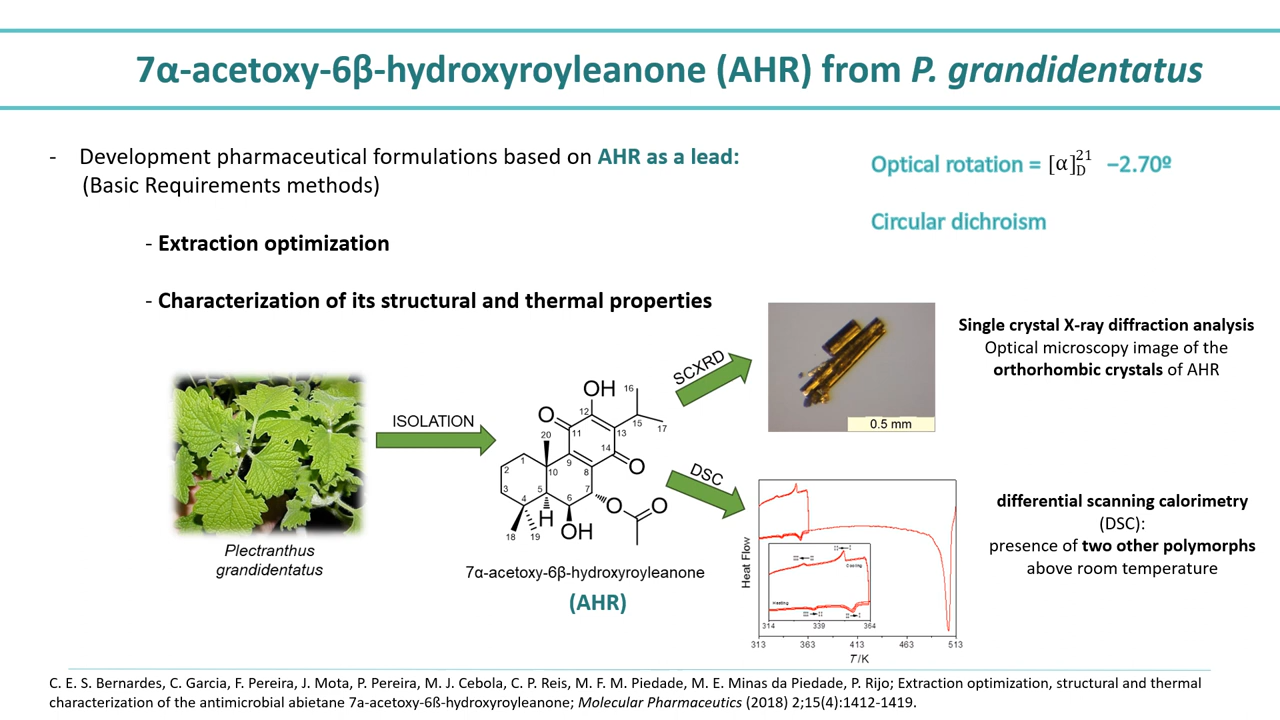 7α-acetoxy-6β-hydroxyroyleanone (AHR) from P. grandidentatus
- Development pharmaceutical formulations based on AHR as a lead:
(Basic Requirements methods)
Optical rotation = [α]21D −2.70º
Circular dichroism
- Extraction optimization
- Characterization of its structural and thermal properties
ISOLATION
Plectranthus
grandidentatus
OH
16
O
12
15
17
11
13
20
14
1
9
O
2
10
8
3
5
7
4
6
O
O
H
OH
18
19
7α-acetoxy-6β-hydroxyroyleanone
(AHR)
SCXRD
0.5 mm
Single crystal X-ray diffraction analysis
Optical microscopy image of the
orthorhombic crystals of AHR
DSC
Heat Flow
Cooling
Heating
314 339 364
313 363 413 463 513
T/K
differential scanning calorimetry
(DSC):
presence of two other polymorphs
above room temperature
C. E. S. Bernardes, C. Garcia, F. Pereira, J. Mota, P. Pereira, M. J. Cebola, C. P. Reis, M. F. M. Piedade, M. E. Minas da Piedade, P. Rijo; Extraction optimization, structural and thermal
characterization of the antimicrobial abietane 7a-acetoxy-6ß-hydroxyroyleanone; Molecular Pharmaceutics (2018) 2;15(4):1412-1419.